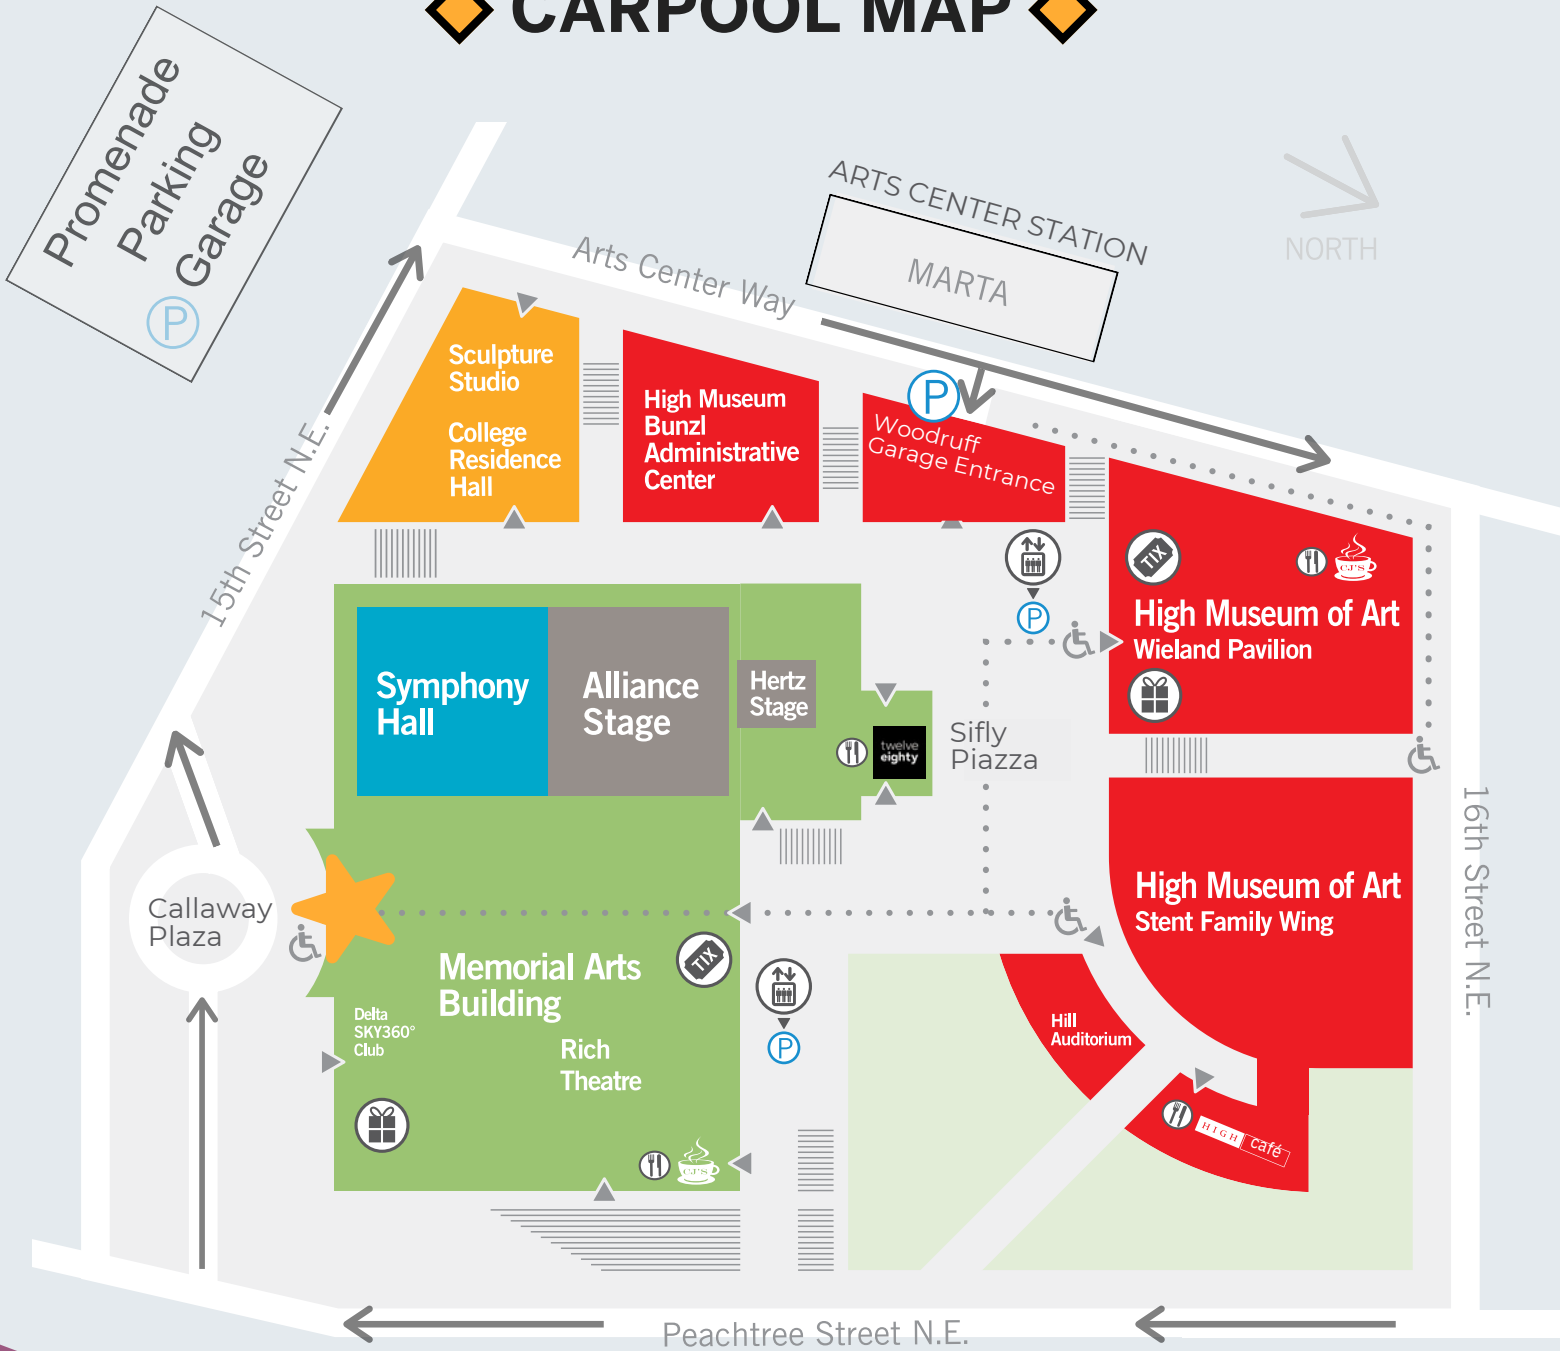 CARPOOL MAP
Promenade
Parking
Garage
P
ARTS CENTER STATION
MARTA
NORTH
Arts Center Way
15th Street N.E.
Sculpture
Studio
College
Residence
Hall
High Museum
Bunzl
Administrative
Center
P
Woodruff
Garage Entrance
P
TIX
CJ'S
High Museum of Art
Wieland Pavilion
Symphony
Hall
Alliance
Stage
Hertz
Stage
twelve
eighty
Sifly
Piazza
16th Street N.E.
Callaway
Plaza
High Museum of Art
Stent Family Wing
Memorial Arts
Building
TIX
P
Delta
SKY360°
Club
Rich
Theatre
Hill
Auditorium
CJ'S
HIGH café
Peachtree Street N.E.